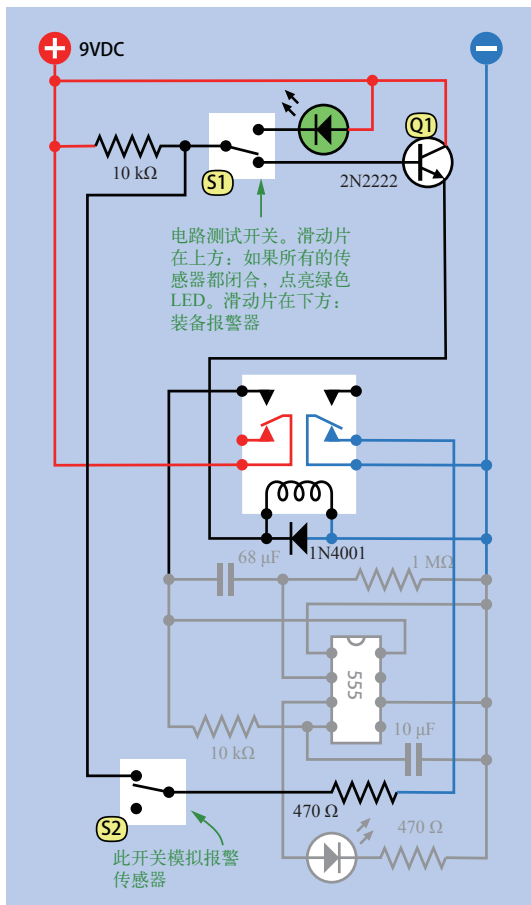 9VDC
Q1
10 kΩ
S1
2N2222
电路测试开关。滑动片
在上方：如果所有的传
感器都闭合，点亮绿色
LED。滑动片在下方：
装备报警器
1N4001
68 μF
1 MΩ
555
10 kΩ
10 μF
S2
470 Ω
470 Ω
此开关模拟报警
传感器